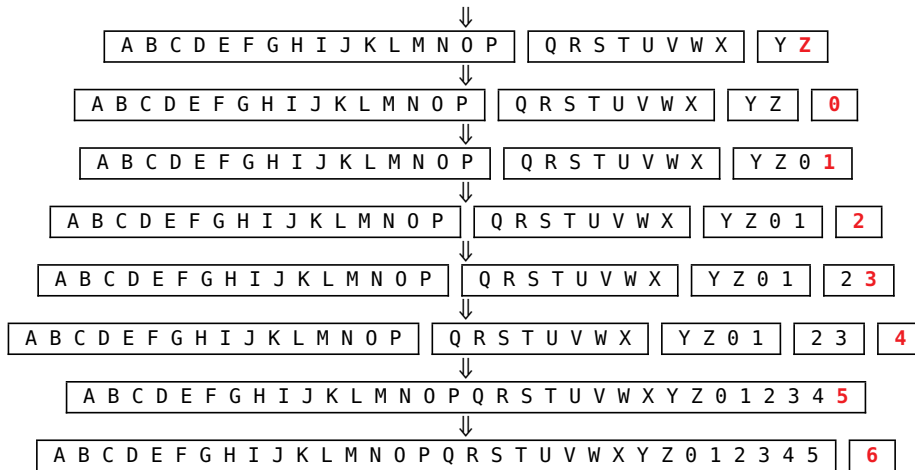 ⇓
A B C D E F G H I J K L M N O P Q R S T U V W X Y Z
⇓
A B C D E F G H I J K L M N O P Q R S T U V W X Y Z 0
⇓
A B C D E F G H I J K L M N O P Q R S T U V W X Y Z 0 1
⇓
A B C D E F G H I J K L M N O P Q R S T U V W X Y Z 0 1 2
⇓
A B C D E F G H I J K L M N O P Q R S T U V W X Y Z 0 1 2 3
⇓
A B C D E F G H I J K L M N O P Q R S T U V W X Y Z 0 1 2 3 4
⇓
A B C D E F G H I J K L M N O P Q R S T U V W X Y Z 0 1 2 3 4 5
⇓
A B C D E F G H I J K L M N O P Q R S T U V W X Y Z 0 1 2 3 4 5 6